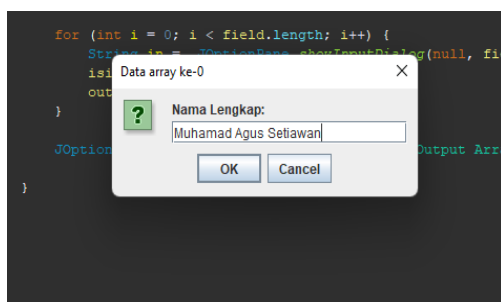 for (int i = 0; i < field.length; i++) {
String in = JOptionPane.showInputDialog(null, fi
isi
out
}
Data array ke-0
Nama Lengkap:
Muhamad Agus Setiawan
OK Cancel
JOption
Output Arr
}